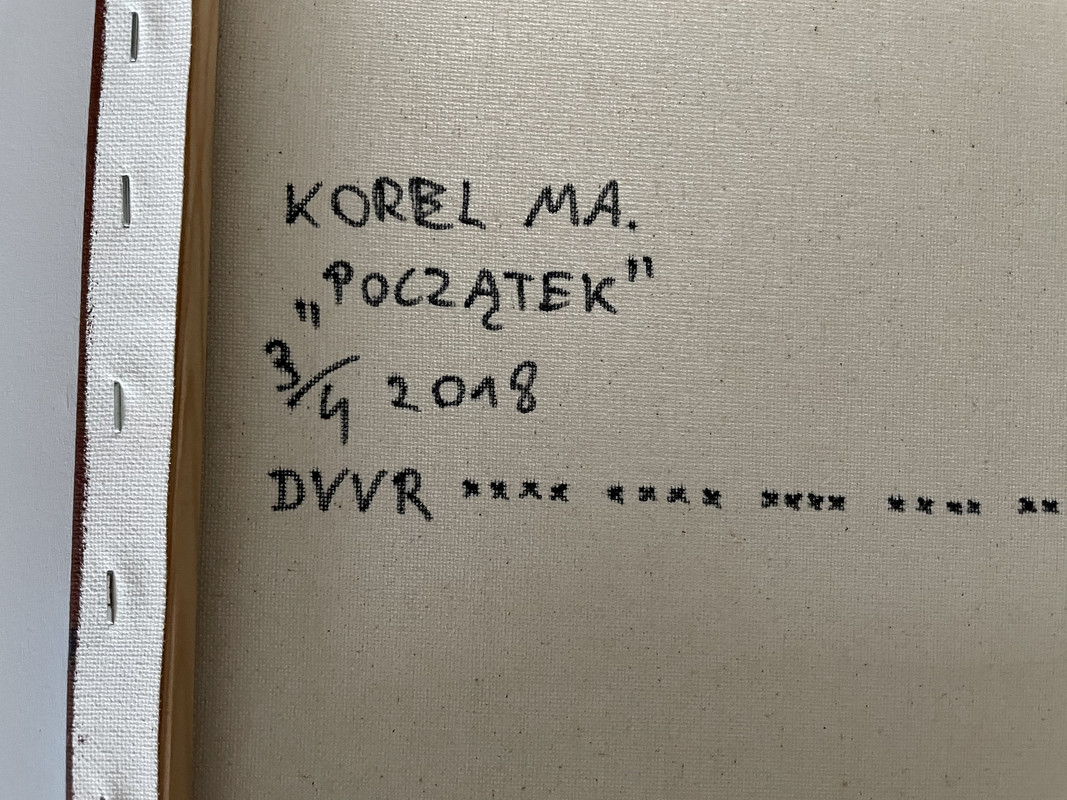 KOREL MA.
„POCZĄTEK"
3/4 2018
DVVR **** **** **** **** **